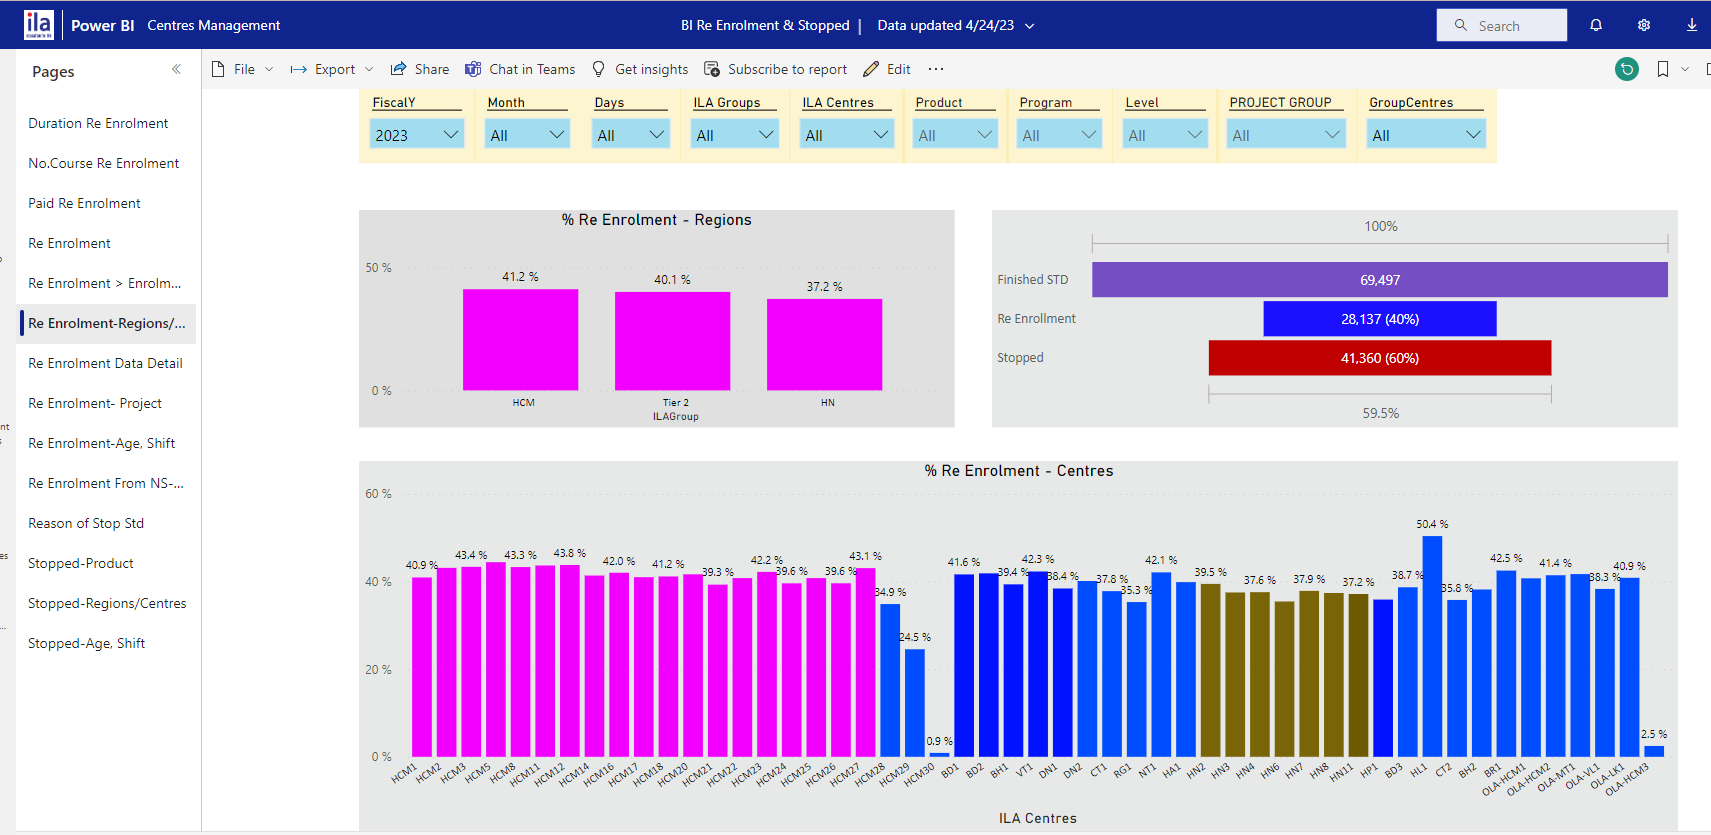 ila Power BI Centres Management BI Re Enrolment & Stopped | Data updated 4/24/23 Search
Pages
File Export Share Chat in Teams Get insights Subscribe to report Edit ...
Duration Re Enrolment
No.Course Re Enrolment
Paid Re Enrolment
Re Enrolment
Re Enrolment > Enrolm...
Re Enrolment-Regions/...
Re Enrolment Data Detail
Re Enrolment- Project
Re Enrolment-Age, Shift
Re Enrolment From NS-...
Reason of Stop Std
Stopped-Product
Stopped-Regions/Centres
Stopped-Age, Shift
FiscalY Month Days ILA Groups ILA Centres Product Program Level PROJECT GROUP GroupCentres
2023 All All All All All All All All All
% Re Enrolment - Regions
50 %
0 %
41.2 % 40.1 % 37.2 %
HCM Tier 2 HN
ILAGroup
100%
Finished STD 69,497
Re Enrollment 28,137 (40%)
Stopped 41,360 (60%)
59.5%
% Re Enrolment - Centres
60 %
40 %
20 %
0 %
40.9 % 43.4 % 43.3 % 43.8 % 42.0 % 41.2 % 39.3 % 42.2 % 39.6 % 39.6 % 43.1 % 34.9 % 24.5 % 0.9 % 41.6 % 39.4 % 42.3 % 38.4 % 37.8 % 35.3 % 42.1 % 39.5 % 37.6 % 37.9 % 37.2 % 38.7 % 50.4 % 35.8 % 42.5 % 41.4 % 38.3 % 40.9 % 2.5 %
HCM1 HCM2 HCM3 HCM5 HCM8 HCM11 HCM12 HCM14 HCM16 HCM17 HCM18 HCM20 HCM21 HCM22 HCM23 HCM24 HCM25 HCM26 HCM27 HCM28 HCM29 HCM30 BD1 BD2 BH1 VT1 DN1 DN2 CT1 RG1 NT1 HA1 HN2 HN3 HN4 HN6 HN7 HN8 HN11 HP1 BD3 HL1 CT2 BH2 BR1 OLA-HCM1 OLA-HCM2 OLA-MT1 OLA-VL1 OLA-LK1 OLA-HCM3
ILA Centres